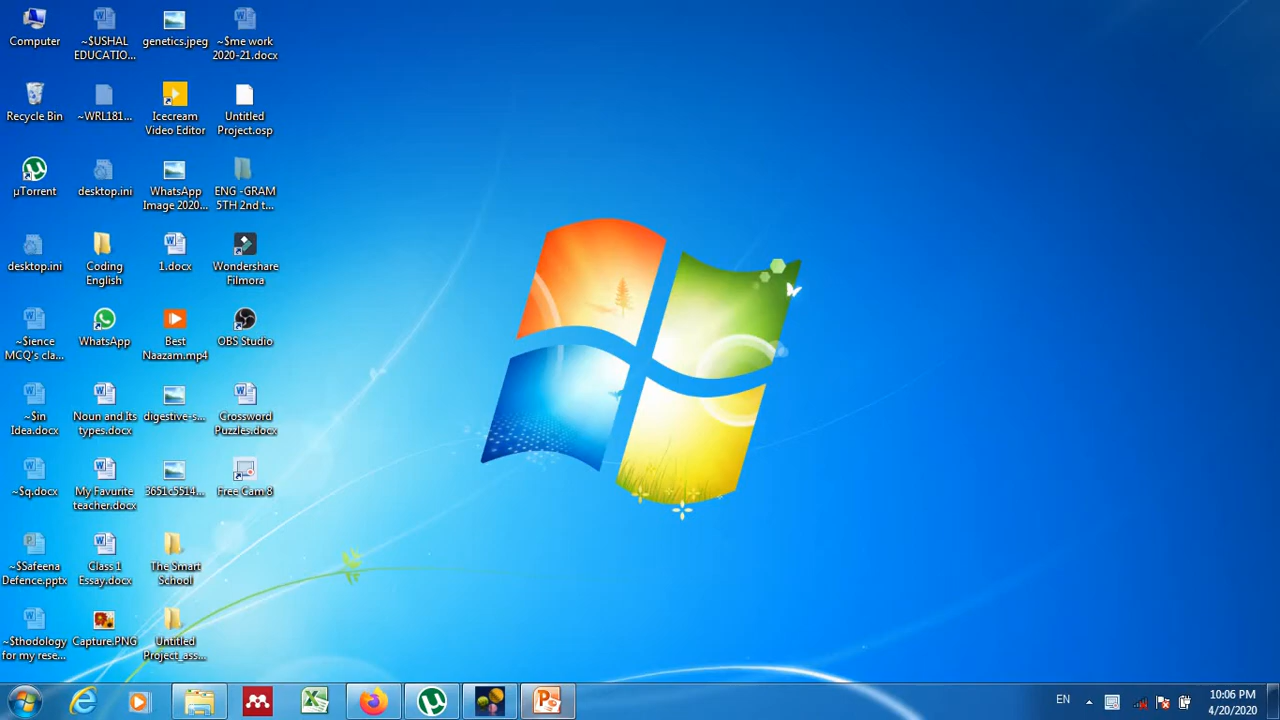 Computer
~$USHAL
EDUCATIO...
genetics.jpeg
~$me work
2020-21.docx
Recycle Bin
~WRL181...
Icecream
Video Editor
Untitled
Project.osp
µTorrent
desktop.ini
WhatsApp
Image 2020...
ENG -GRAM
5TH 2nd t...
desktop.ini
Coding
English
1.docx
Wondershare
Filmora
~$ience
MCQ's cla...
WhatsApp
Best
Naazam.mp4
OBS Studio
~$in
Idea.docx
Noun and Its
types.docx
digestive-s...
Crossword
Puzzles.docx
~$q.docx
My Favurite
teacher.docx
3651c5514...
Free Cam 8
~$Safeena
Defence.pptx
Class 1
Essay.docx
The Smart
School
~$thodology
for my rese...
Capture.PNG
Untitled
Project_ass...
EN
10:06 PM
4/20/2020